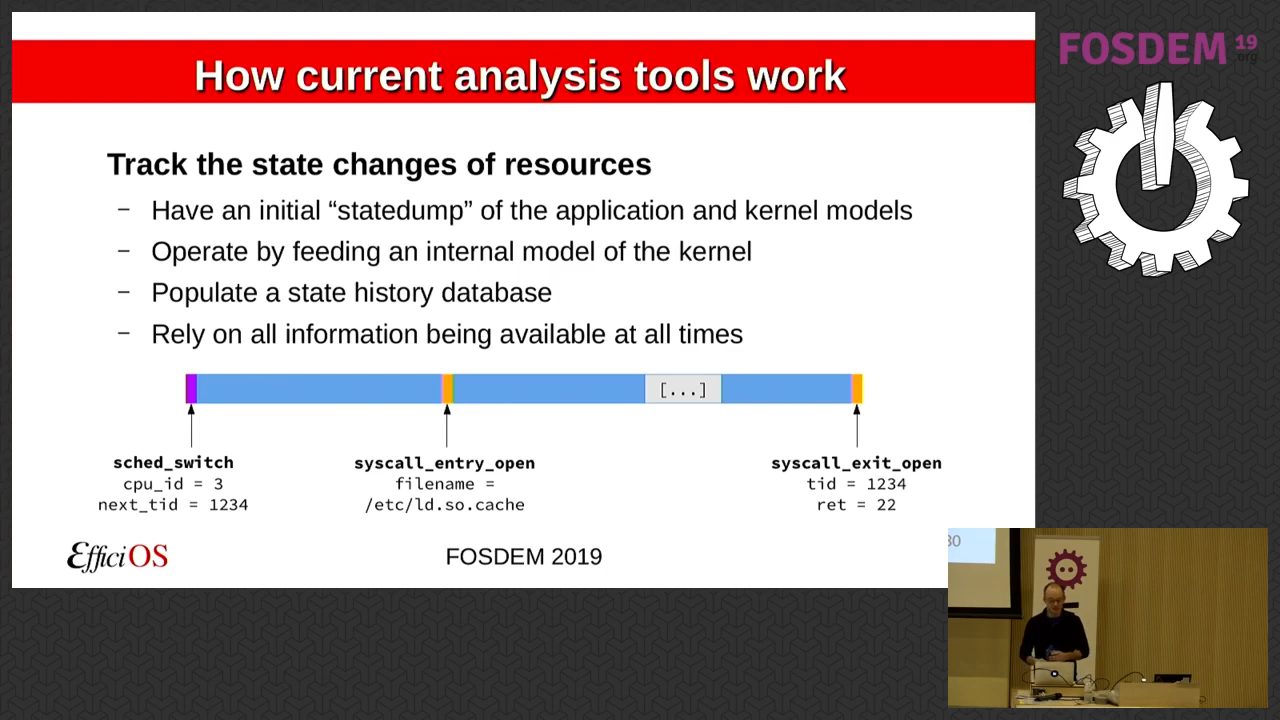 How current analysis tools work
FOSDEM 19
.org
Track the state changes of resources
– Have an initial “statedump” of the application and kernel models
– Operate by feeding an internal model of the kernel
– Populate a state history database
– Rely on all information being available at all times
[...]
sched_switch
cpu_id = 3
next_tid = 1234
syscall_entry_open
filename =
/etc/ld.so.cache
syscall_exit_open
tid = 1234
ret = 22
EfficiOS
FOSDEM 2019
30